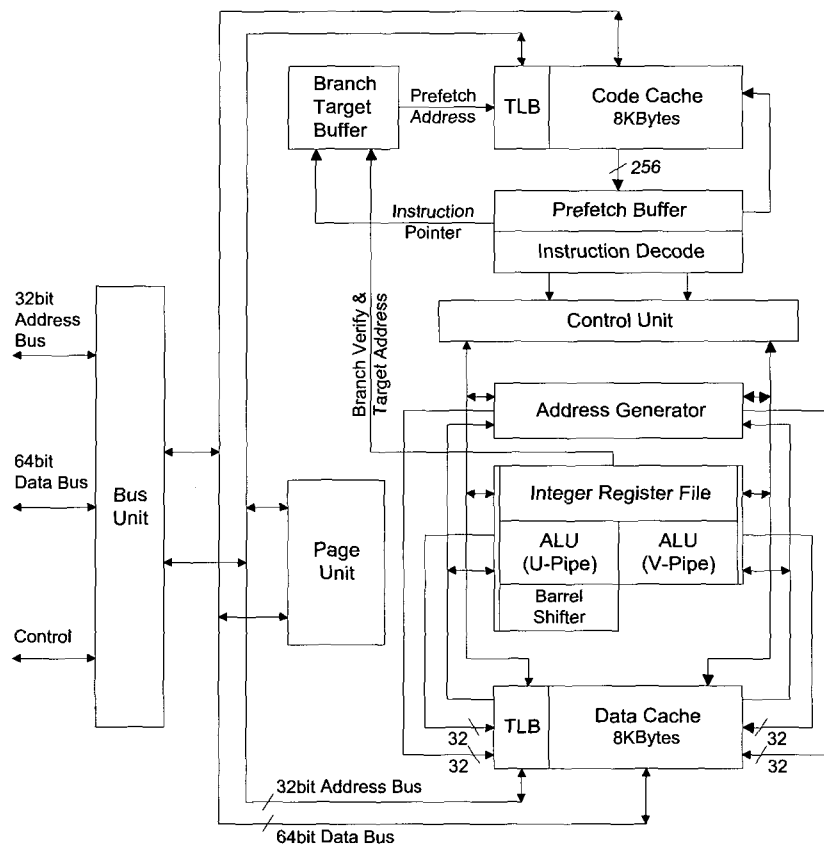 Branch
Target
Buffer
Prefetch
Address
TLB
Code Cache
8KBytes
256
Instruction
Pointer
Prefetch Buffer
Instruction Decode
Control Unit
32bit
Address
Bus
64bit
Data Bus
Control
Bus
Unit
Branch Verify &
Target Address
Address Generator
Page
Unit
Integer Register File
ALU
(U-Pipe)
ALU
(V-Pipe)
Barrel
Shifter
TLB
Data Cache
8KBytes
32
32
32
32
32bit Address Bus
64bit Data Bus